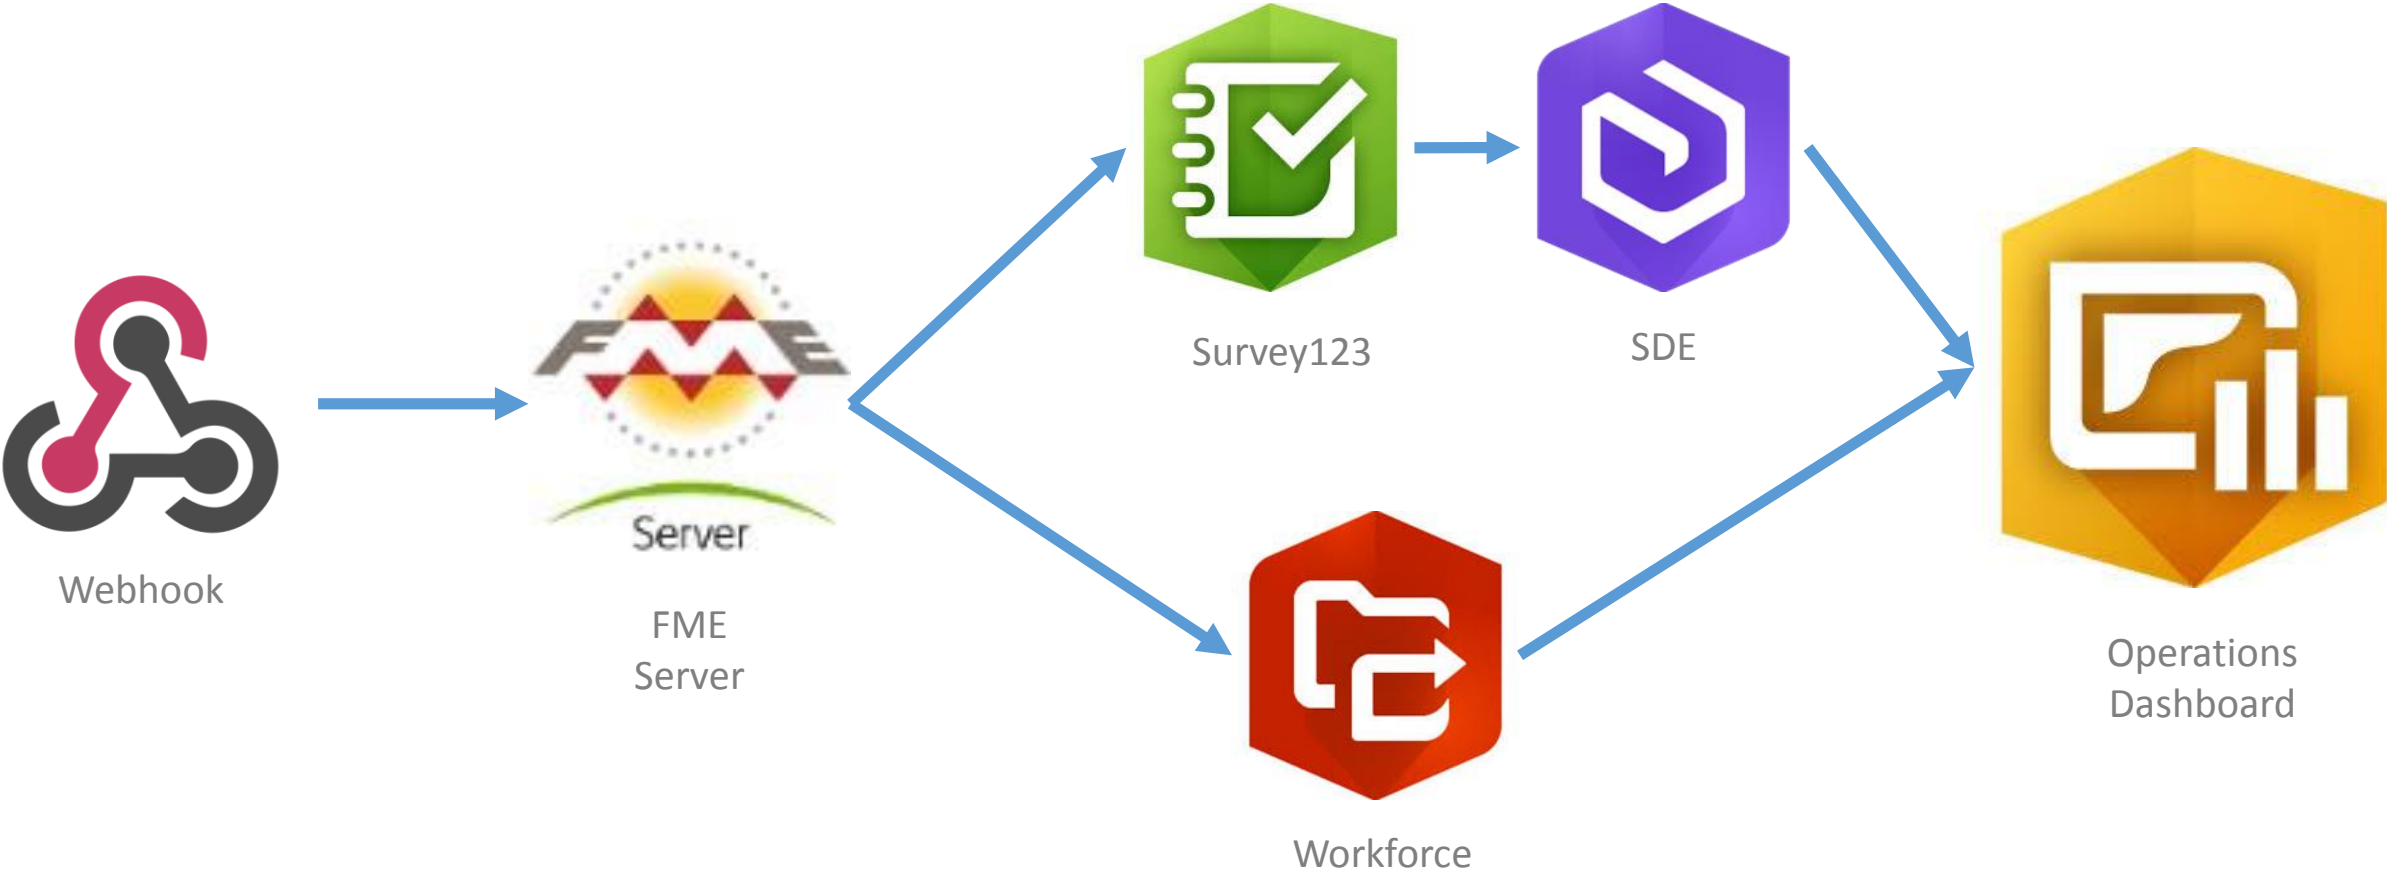 FME
Server
Webhook
FME
Server
Survey123
SDE
Workforce
Operations
Dashboard